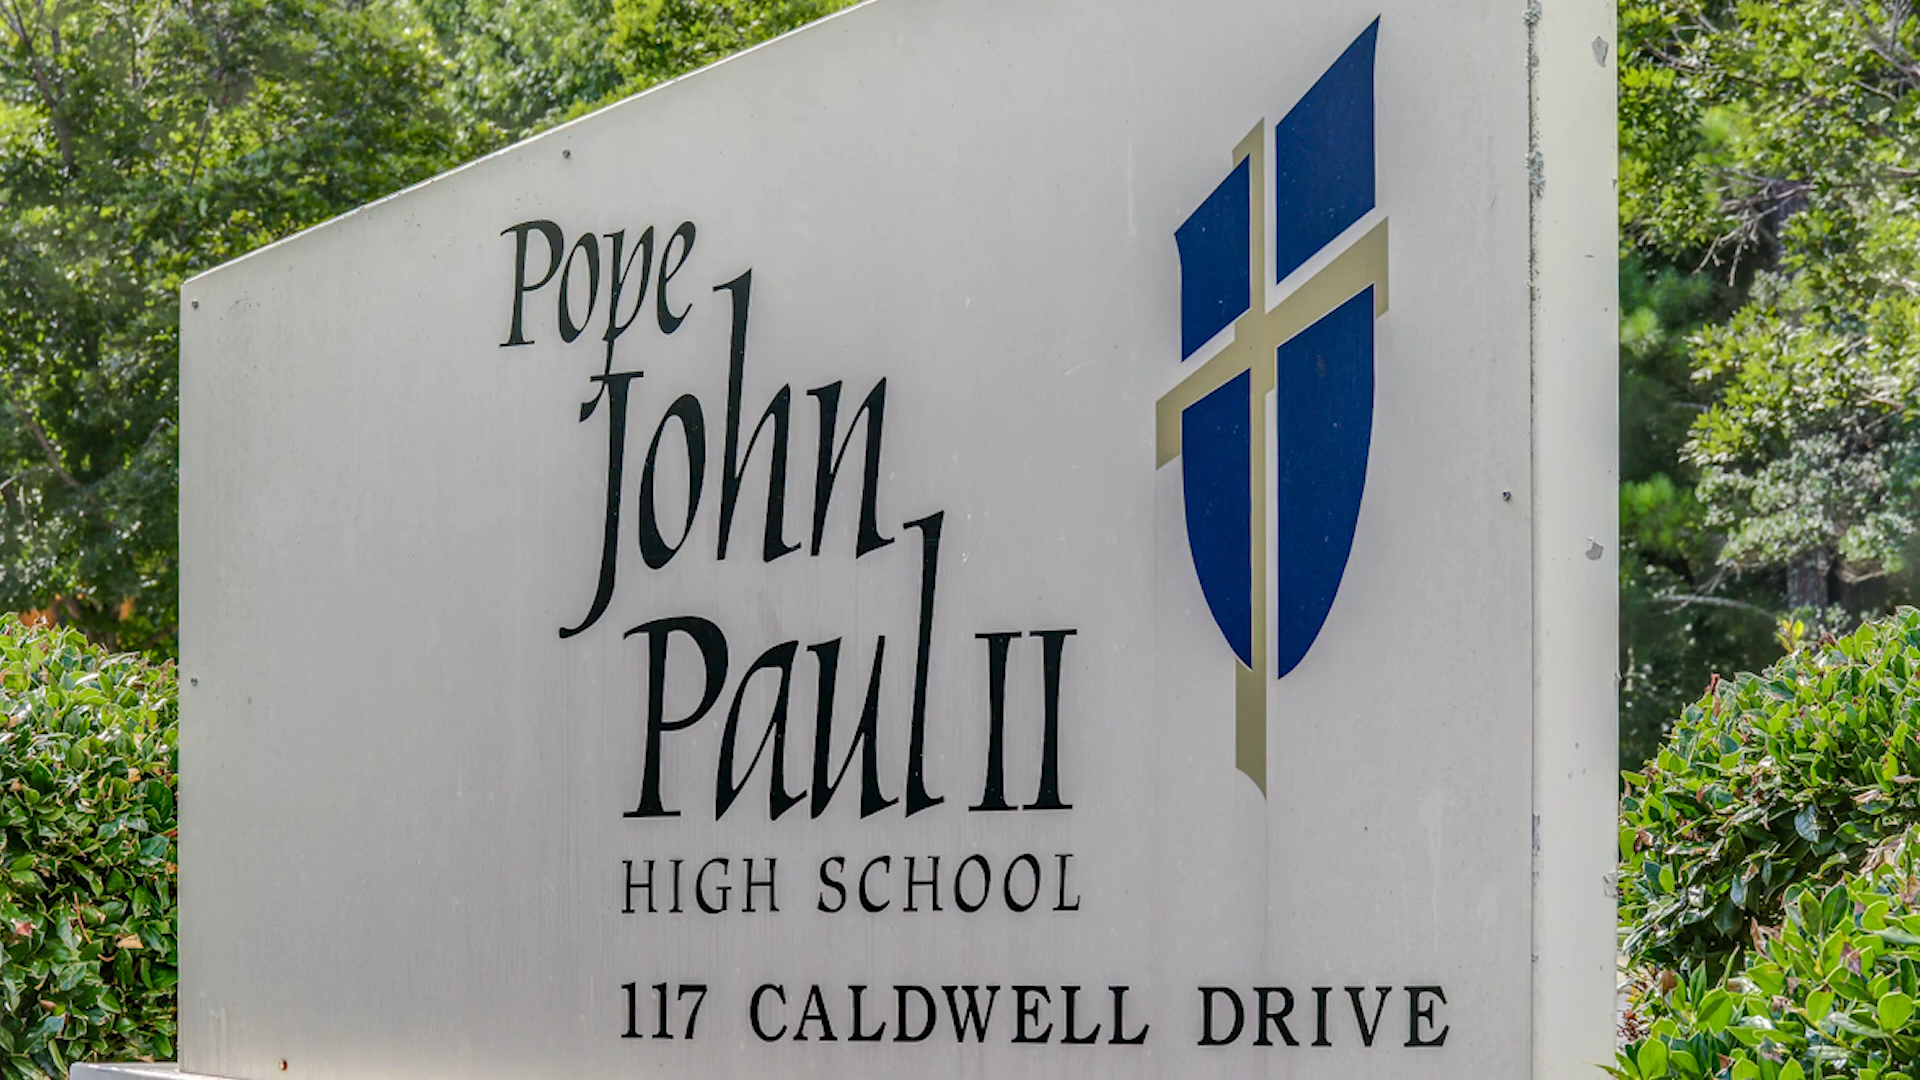 Pope
John
Paul II
HIGH SCHOOL
117 CALDWELL DRIVE